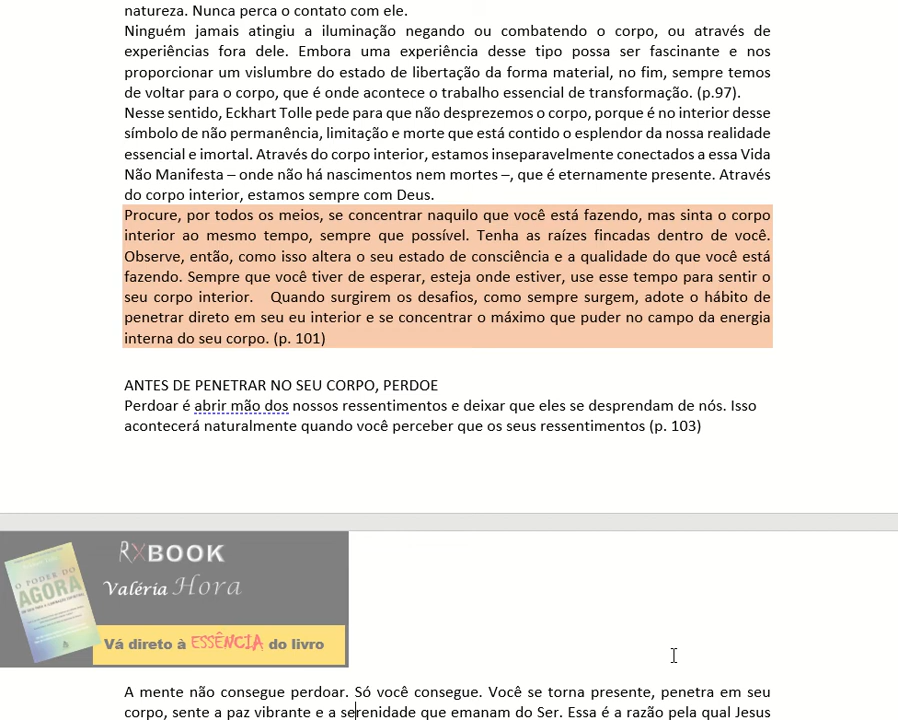 natureza. Nunca perca o contato com ele.
Ninguém jamais atingiu a iluminação negando ou combatendo o corpo, ou através de
experiências fora dele. Embora uma experiência desse tipo possa ser fascinante e nos
proporcionar um vislumbre do estado de libertação da forma material, no fim, sempre temos
de voltar para o corpo, que é onde acontece o trabalho essencial de transformação. (p.97).
Nesse sentido, Eckhart Tolle pede para que não desprezemos o corpo, porque é no interior desse
símbolo de não permanência, limitação e morte que está contido o esplendor da nossa realidade
essencial e imortal. Através do corpo interior, estamos inseparavelmente conectados a essa Vida
Não Manifesta – onde não há nascimentos nem mortes –, que é eternamente presente. Através
do corpo interior, estamos sempre com Deus.
Procure, por todos os meios, se concentrar naquilo que você está fazendo, mas sinta o corpo
interior ao mesmo tempo, sempre que possível. Tenha as raízes fincadas dentro de você.
Observe, então, como isso altera o seu estado de consciência e a qualidade do que você está
fazendo. Sempre que você tiver de esperar, esteja onde estiver, use esse tempo para sentir o
seu corpo interior. Quando surgirem os desafios, como sempre surgem, adote o hábito de
penetrar direto em seu eu interior e se concentrar o máximo que puder no campo da energia
interna do seu corpo. (p. 101)
ANTES DE PENETRAR NO SEU CORPO, PERDOE
Perdoar é abrir mão dos nossos ressentimentos e deixar que eles se desprendam de nós. Isso
acontecerá naturalmente quando você perceber que os seus ressentimentos (p. 103)
RXBOOK
Valéria Hora
O PODER DO
AGORA
Vá direto à ESSÊNCIA do livro
A mente não consegue perdoar. Só você consegue. Você se torna presente, penetra em seu
corpo, sente a paz vibrante e a serenidade que emanam do Ser. Essa é a razão pela qual Jesus